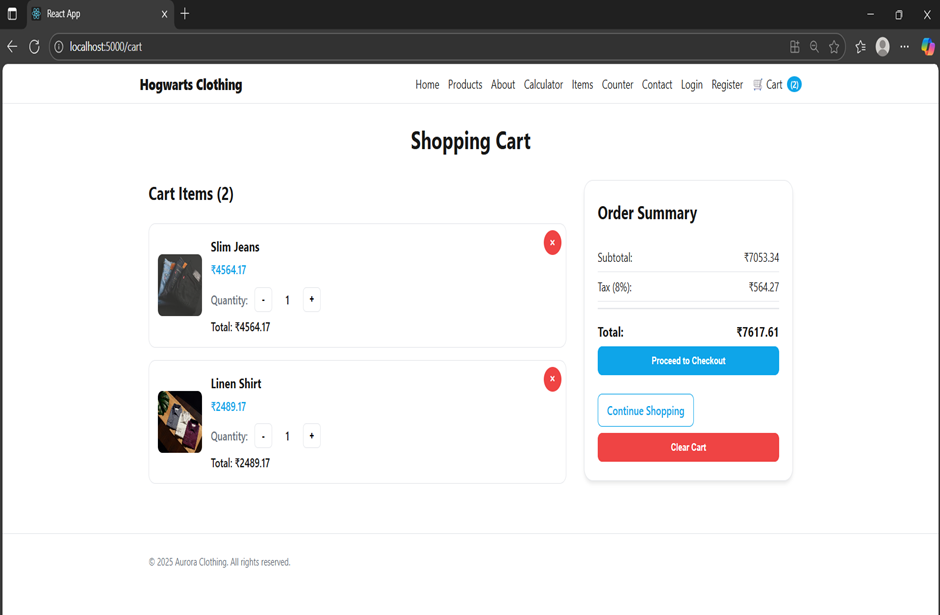 React App
localhost:5000/cart
Hogwarts Clothing
Home Products About Calculator Items Counter Contact Login Register 🛒 Cart (2)
Shopping Cart
Cart Items (2)
Slim Jeans
₹4564.17
Quantity: - 1 +
Total: ₹4564.17
x
Linen Shirt
₹2489.17
Quantity: - 1 +
Total: ₹2489.17
x
Order Summary
Subtotal: ₹7053.34
Tax (8%): ₹564.27
Total: ₹7617.61
Proceed to Checkout
Continue Shopping
Clear Cart
© 2025 Aurora Clothing. All rights reserved.